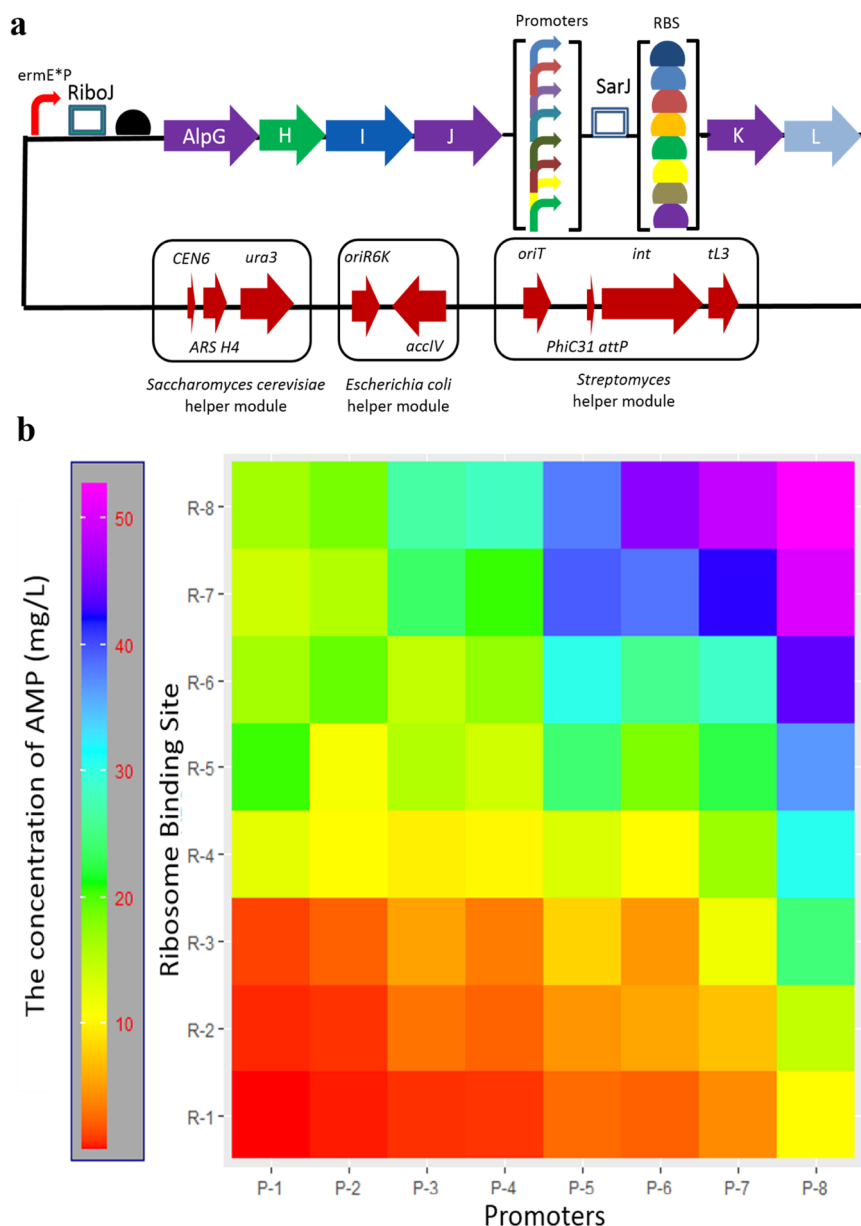 a
Promoters
RBS
ermE*P
RiboJ
SarJ
AlpG
H
I
J
K
L
CEN6
ura3
oriR6K
oriT
int
tL3
ARS H4
accIV
PhiC31 attP
Saccharomyces cerevisiae
helper module
Escherichia coli
helper module
Streptomyces
helper module
b
The concentration of AMP (mg/L)
50
40
30
20
10
Ribosome Binding Site
R-8
R-7
R-6
R-5
R-4
R-3
R-2
R-1
P-1
P-2
P-3
P-4
P-5
P-6
P-7
P-8
Promoters